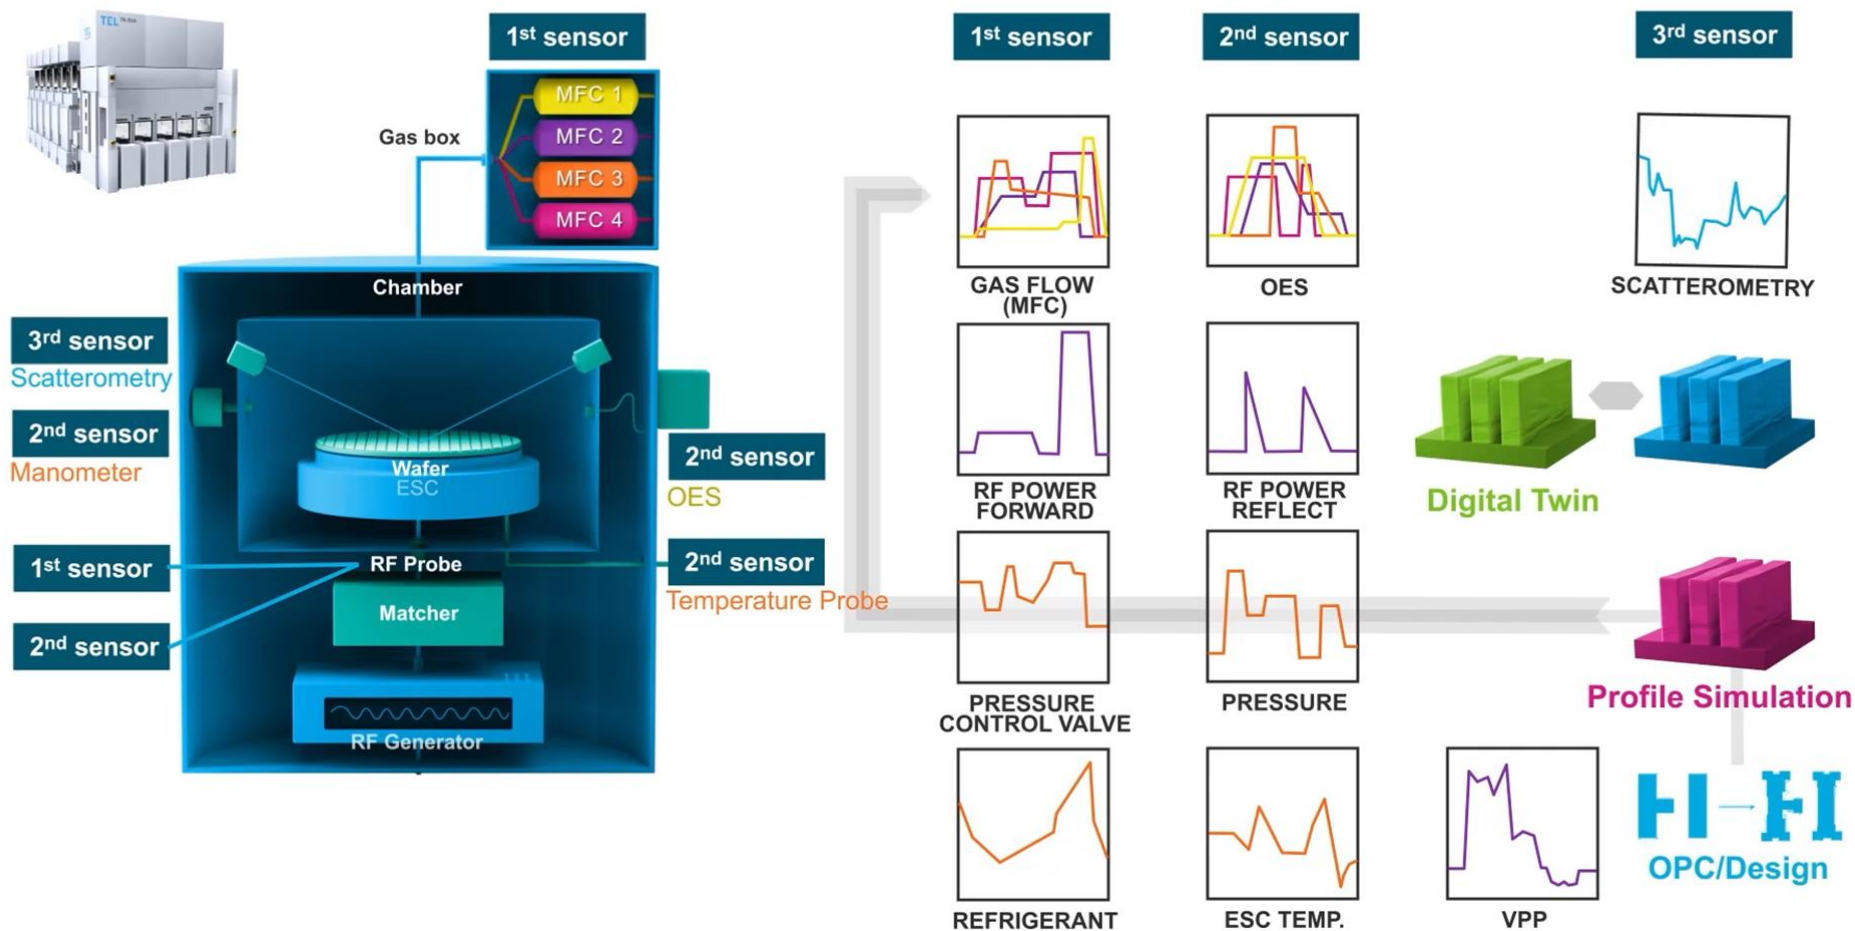 TEL
1st sensor
MFC 1
MFC 2
MFC 3
MFC 4
Gas box
Chamber
3rd sensor
Scatterometry
2nd sensor
Manometer
Wafer
ESC
2nd sensor
OES
1st sensor
RF Probe
2nd sensor
Temperature Probe
Matcher
2nd sensor
RF Generator
1st sensor
2nd sensor
3rd sensor
GAS FLOW
(MFC)
OES
SCATTEROMETRY
RF POWER
FORWARD
RF POWER
REFLECT
Digital Twin
PRESSURE
CONTROL VALVE
PRESSURE
Profile Simulation
REFRIGERANT
ESC TEMP.
VPP
OPC/Design